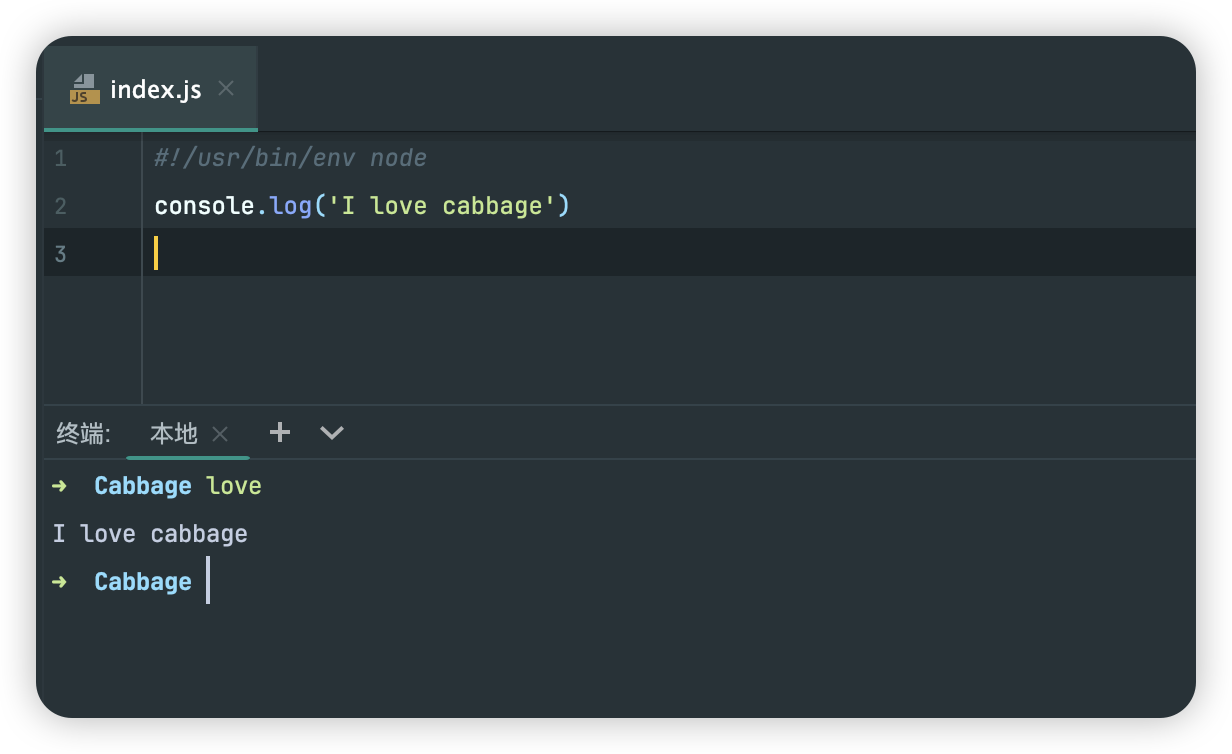 JS index.js
1 #!/usr/bin/env node
2 console.log('I love cabbage')
3
终端: 本地
➜ Cabbage love
I love cabbage
➜ Cabbage